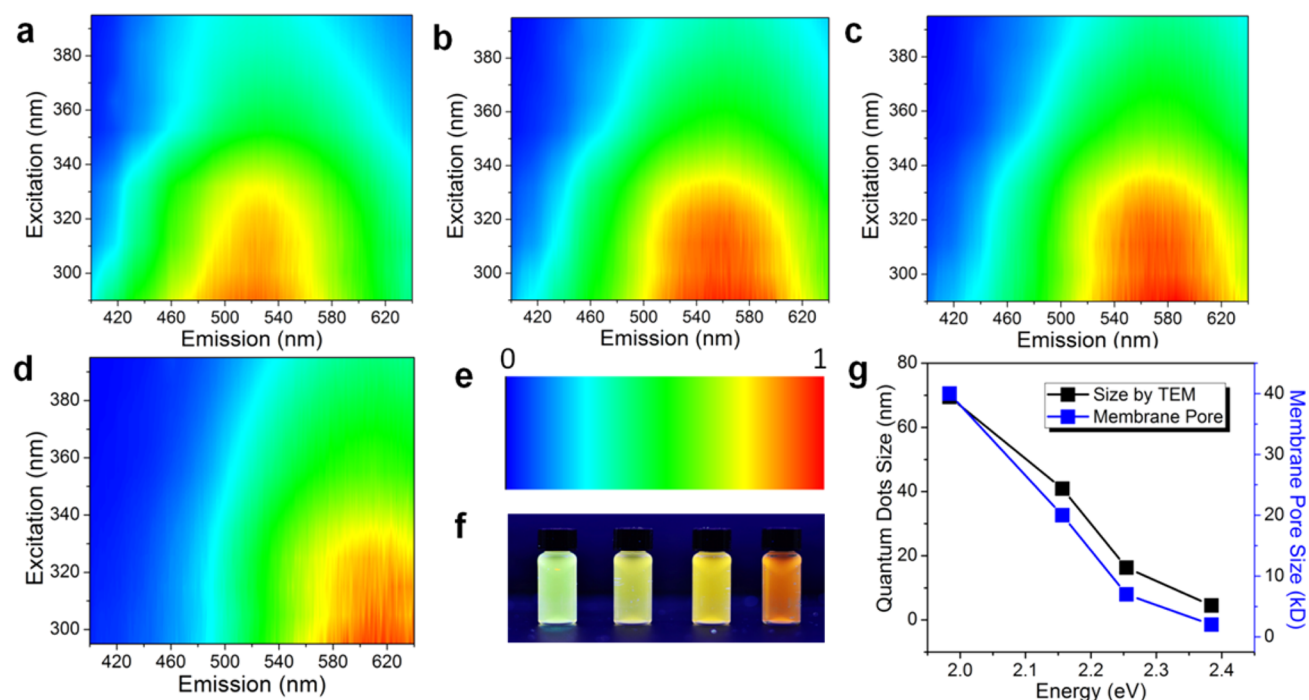 a
380
360
340
320
300
Excitation (nm)
420 460 500 540 580 620
Emission (nm)
b
380
360
340
320
300
Excitation (nm)
420 460 500 540 580 620
Emission (nm)
c
380
360
340
320
300
Excitation (nm)
420 460 500 540 580 620
Emission (nm)
d
380
360
340
320
300
Excitation (nm)
420 460 500 540 580 620
Emission (nm)
e
0 1
f
g
80
60
40
20
0
Quantum Dots Size (nm)
Size by TEM
Membrane Pore
40
30
20
10
0
Membrane Pore Size (kD)
2.0 2.1 2.2 2.3 2.4
Energy (eV)